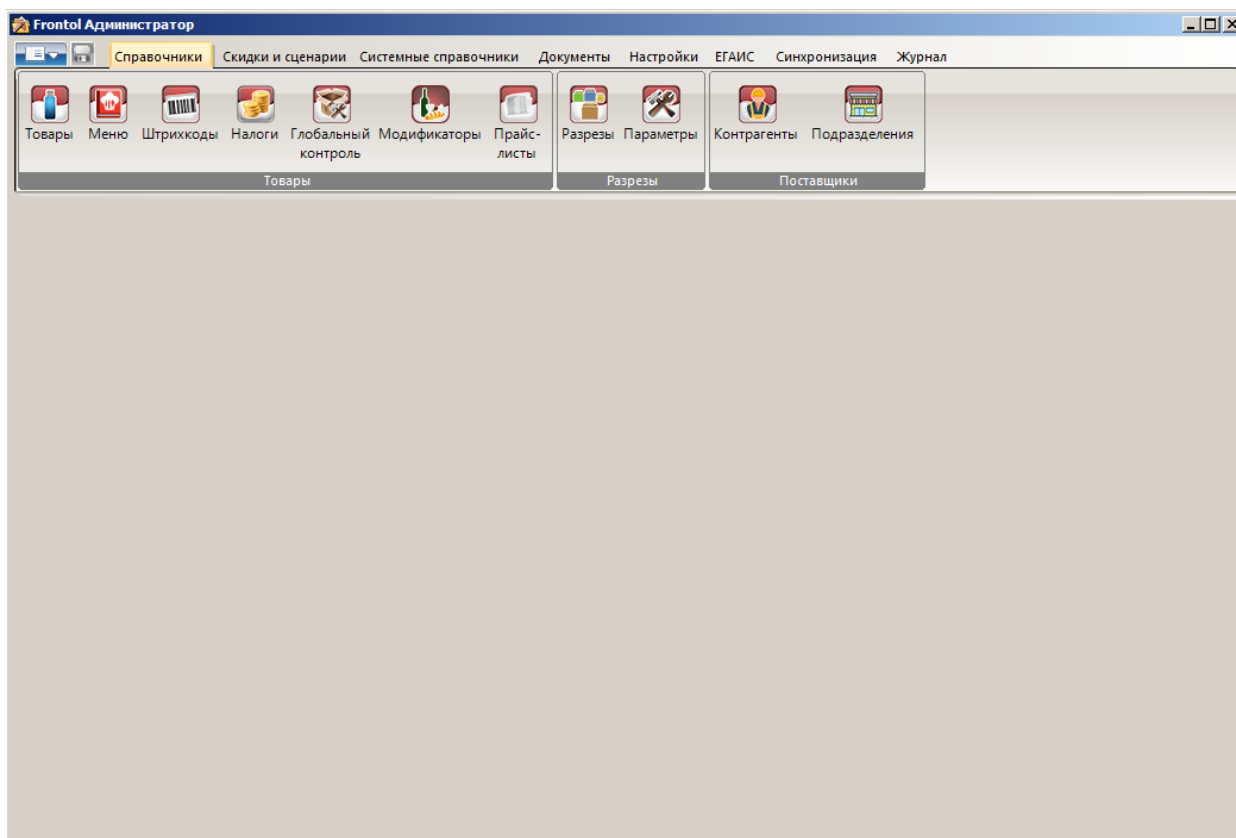 Frontol Администратор
Справочники Скидки и сценарии Системные справочники Документы Настройки ЕГАИС Синхронизация Журнал
Товары Меню Штрихкоды Налоги Глобальный контроль Модификаторы Прайс-листы Разрезы Параметры Контрагенты Подразделения
Товары Разрезы Поставщики